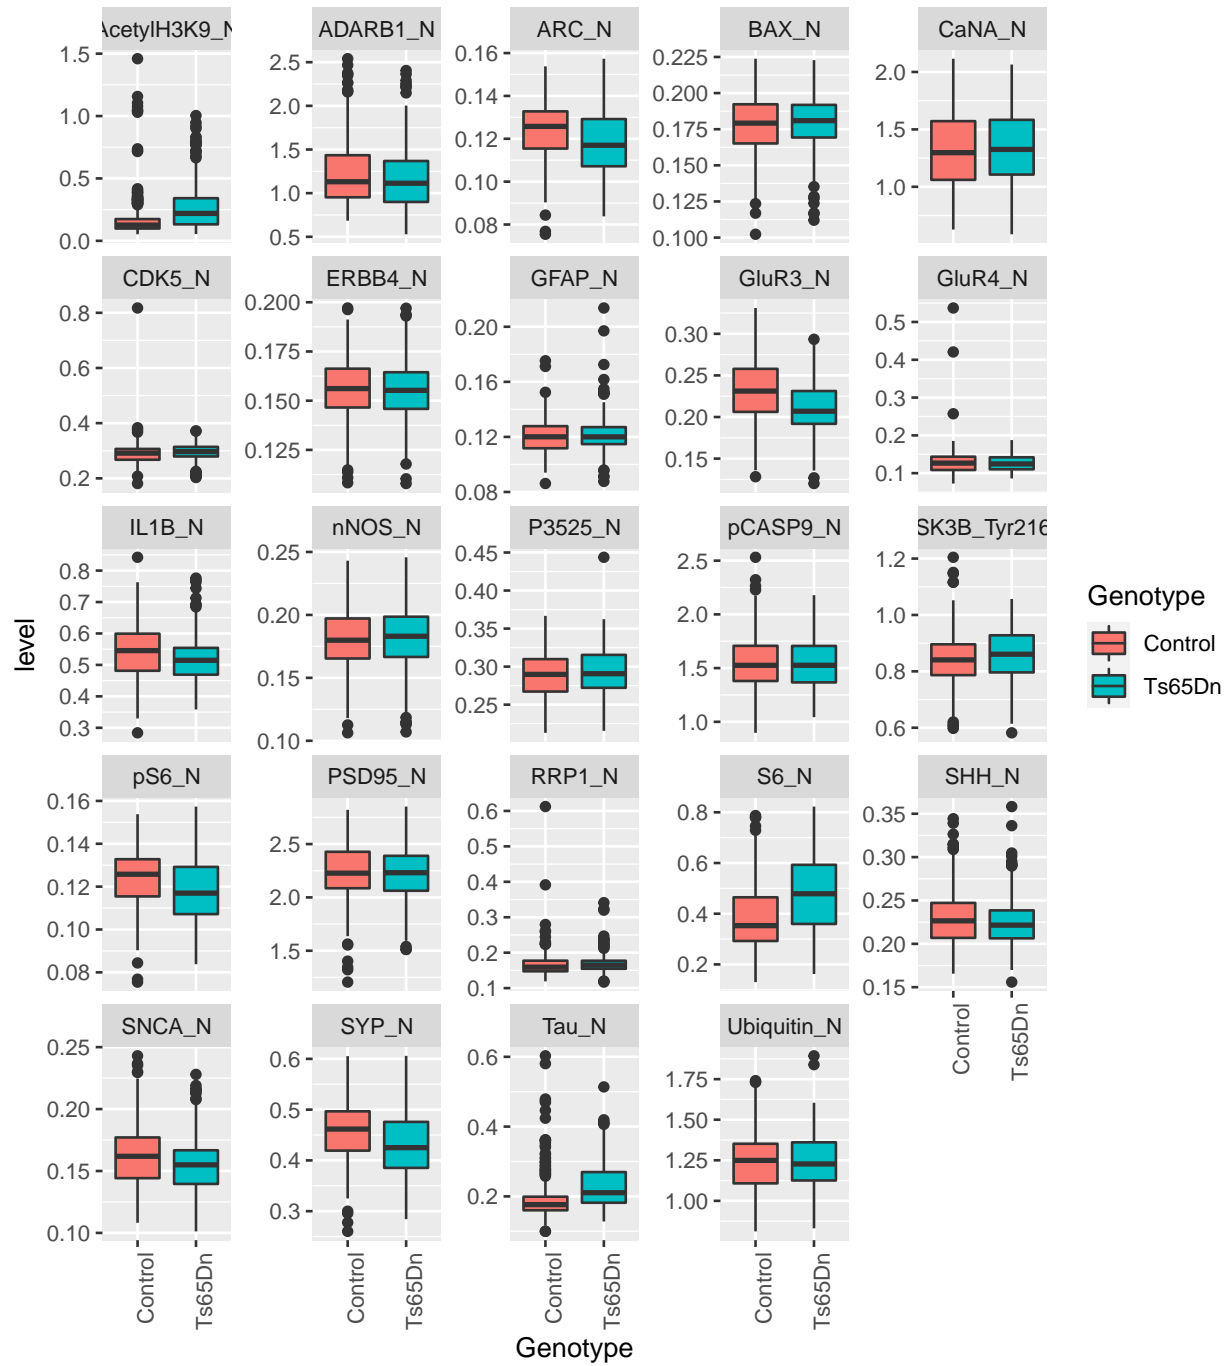 AcetylH3K9_N
ADARB1_N
ARC_N
BAX_N
CaNA_N
1.5
1.0
0.5
0.0
2.5
2.0
1.5
1.0
0.5
0.16
0.14
0.12
0.10
0.08
0.225
0.200
0.175
0.150
0.125
0.100
2.0
1.5
1.0
CDK5_N
ERBB4_N
GFAP_N
GluR3_N
GluR4_N
0.8
0.6
0.4
0.2
0.200
0.175
0.150
0.125
0.20
0.16
0.12
0.08
0.30
0.25
0.20
0.15
0.5
0.4
0.3
0.2
0.1
IL1B_N
nNOS_N
P3525_N
pCASP9_N
SK3B_Tyr216
0.8
0.7
0.6
0.5
0.4
0.3
0.25
0.20
0.15
0.10
0.45
0.40
0.35
0.30
0.25
2.5
2.0
1.5
1.0
1.2
1.0
0.8
0.6
pS6_N
PSD95_N
RRP1_N
S6_N
SHH_N
0.16
0.14
0.12
0.10
0.08
2.5
2.0
1.5
0.6
0.5
0.4
0.3
0.2
0.1
0.8
0.6
0.4
0.2
0.35
0.30
0.25
0.20
0.15
Control
Ts65Dn
SNCA_N
SYP_N
Tau_N
Ubiquitin_N
0.25
0.20
0.15
0.10
0.6
0.5
0.4
0.3
0.6
0.4
0.2
1.75
1.50
1.25
1.00
Control
Ts65Dn
Control
Ts65Dn
Control
Ts65Dn
Control
Ts65Dn
Genotype
level
Genotype
Control
Ts65Dn